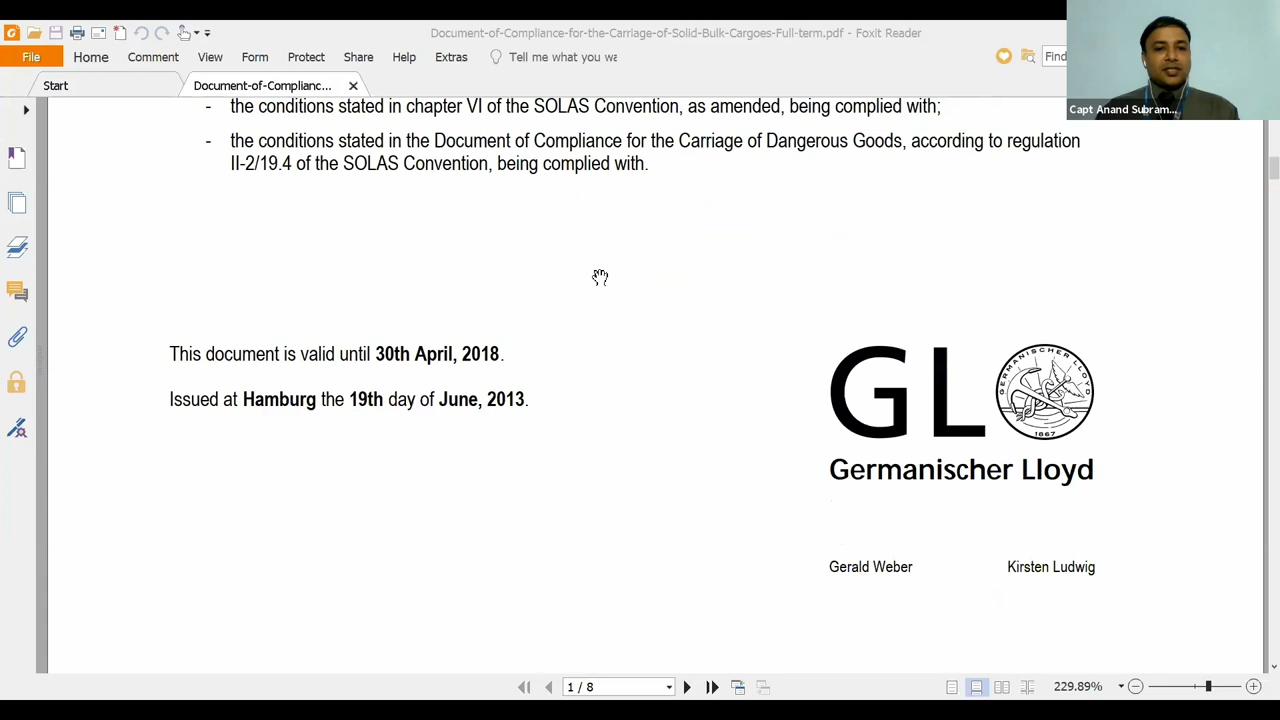 Document-of-Compliance-for-the-Carriage-of-Solid-Bulk-Cargoes-Full-term.pdf - Foxit Reader
File Home Comment View Form Protect Share Help Extras Tell me what you wa Find
Start Document-of-Complianc...
Capt Anand Subram...
- the conditions stated in chapter VI of the SOLAS Convention, as amended, being complied with;
- the conditions stated in the Document of Compliance for the Carriage of Dangerous Goods, according to regulation
II-2/19.4 of the SOLAS Convention, being complied with.
This document is valid until 30th April, 2018.
Issued at Hamburg the 19th day of June, 2013.
GL
GERMANISCHER LLOYD
1867
Germanischer Lloyd
Gerald Weber Kirsten Ludwig
1 / 8 229.89%